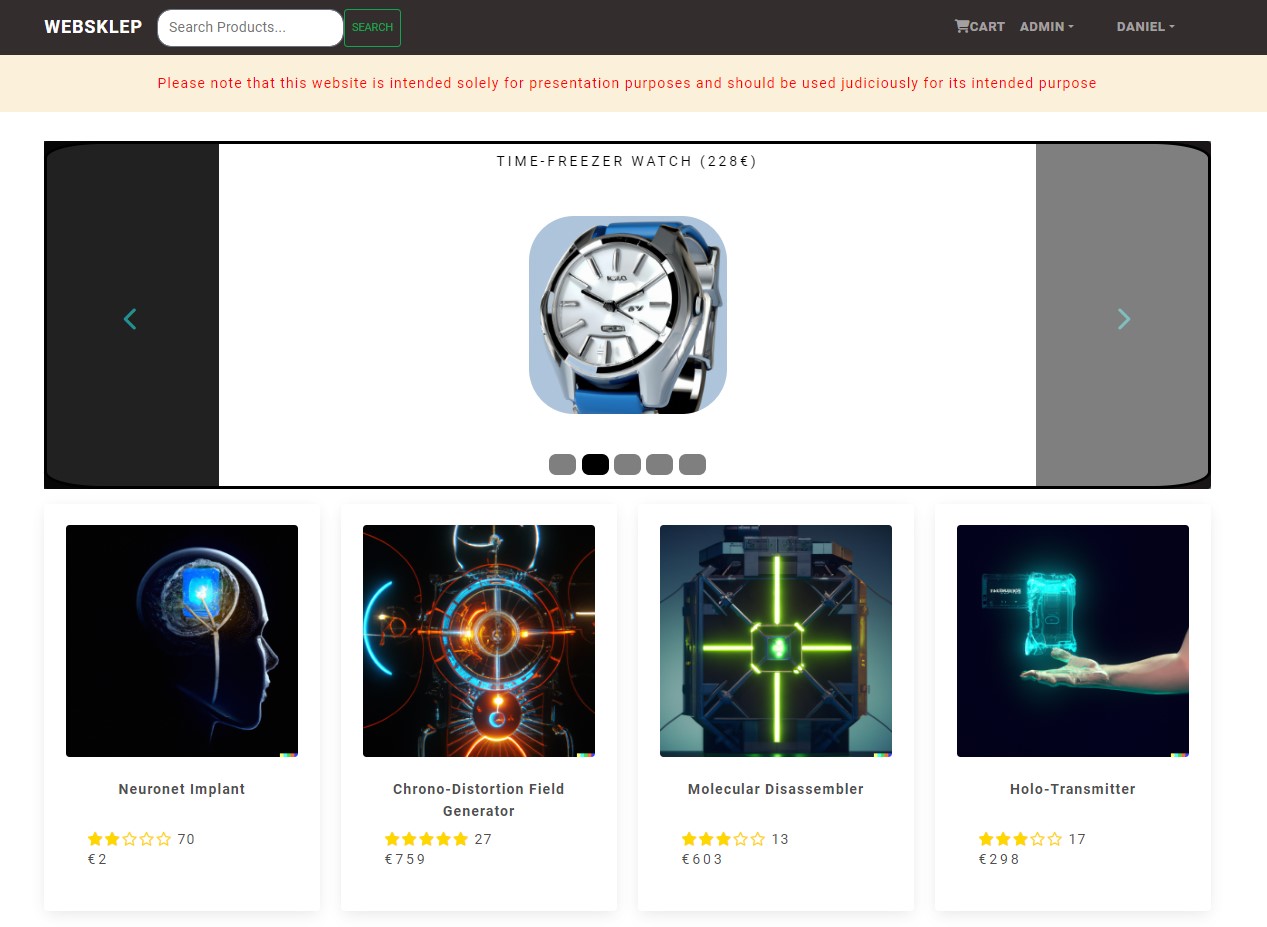 WEBSKLEP Search Products... SEARCH CART ADMIN DANIEL
Please note that this website is intended solely for presentation purposes and should be used judiciously for its intended purpose
TIME-FREEZER WATCH (228€)
Neuronet Implant
70
€2
Chrono-Distortion Field
Generator
27
€759
Molecular Disassembler
13
€603
Holo-Transmitter
17
€298